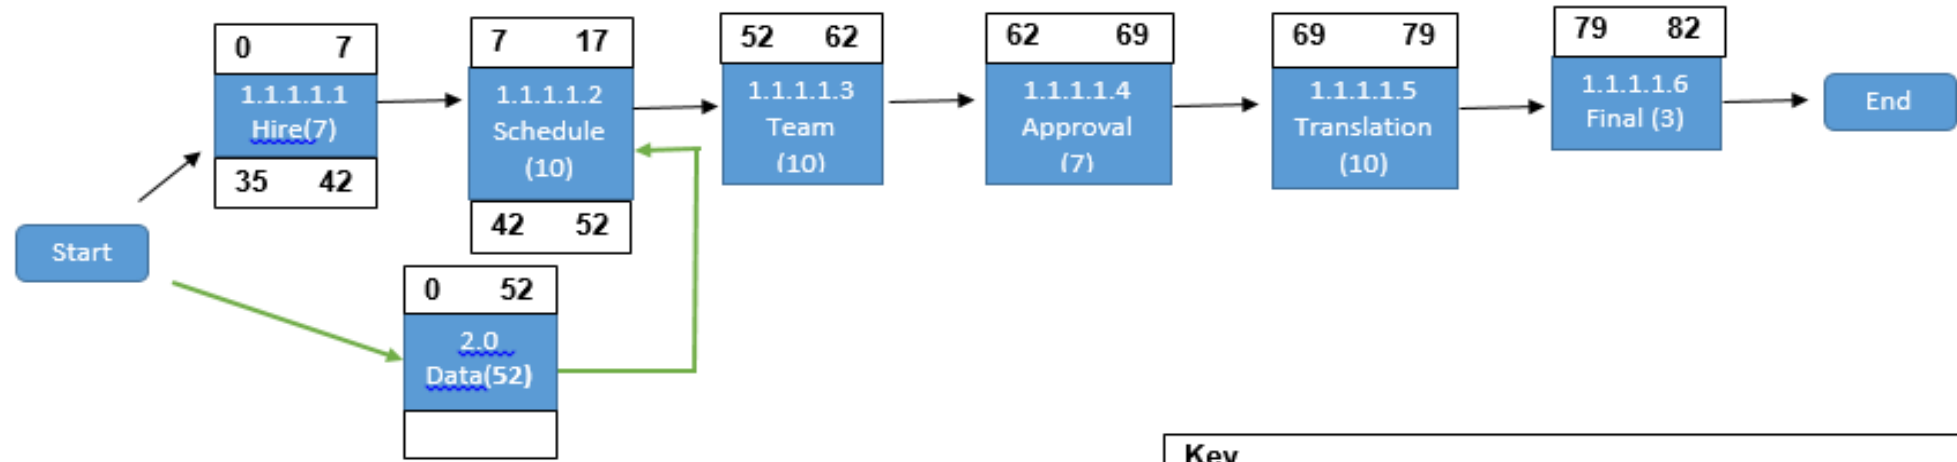 0 7
1.1.1.1.1
Hire(7)
35 42
7 17
1.1.1.1.2
Schedule
(10)
42 52
52 62
1.1.1.1.3
Team
(10)
62 69
1.1.1.1.4
Approval
(7)
69 79
1.1.1.1.5
Translation
(10)
79 82
1.1.1.1.6
Final (3)
End
Start
0 52
2.0
Data(52)
Key